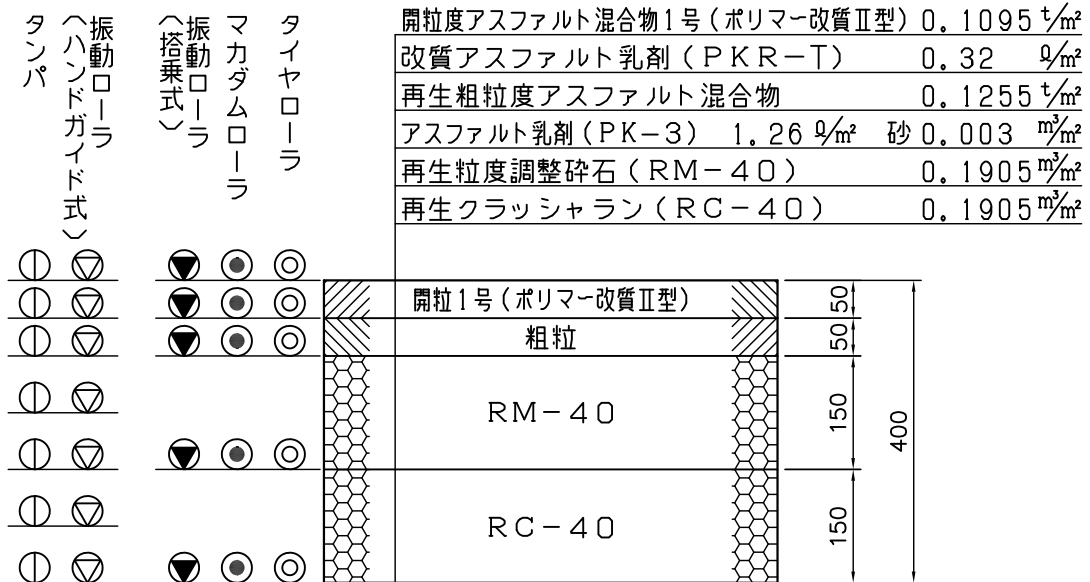 タンパ
振動ローラ
(ハンドガイド式)
振動ローラ
(搭乗式)
マカダムローラ
タイヤローラ
開粒度アスファルト混合物1号(ポリマー改質Ⅱ型) 0.1095 t/m²
改質アスファルト乳剤(PKR-T) 0.32 ℓ/m²
再生粗粒度アスファルト混合物 0.1255 t/m²
アスファルト乳剤(PK-3) 1.26 ℓ/m² 砂 0.003 m³/m²
再生粒度調整砕石(RM-40) 0.1905 m³/m²
再生クラッシャラン(RC-40) 0.1905 m³/m²
開粒1号(ポリマー改質Ⅱ型)
50
粗粒
50
RM-40
150
400
RC-40
150